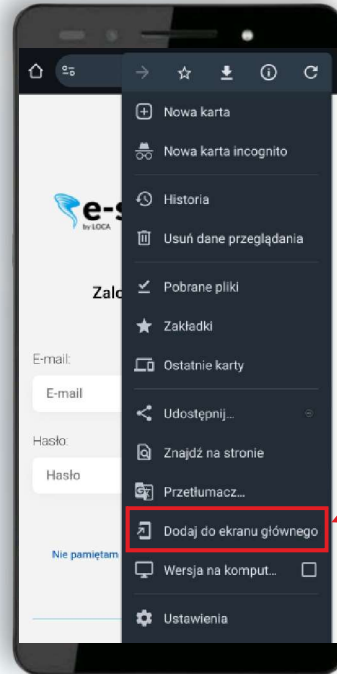 Nowa karta
Nowa karta incognito
Historia
Usuń dane przeglądania
Pobrane pliki
Zakładki
Ostatnie karty
Udostępnij...
Znajdź na stronie
Przetłumacz...
Dodaj do ekranu głównego
Wersja na komput...
Ustawienia
e-s
by LOCA
Zalo
E-mail:
E-mail
Hasło:
Hasło
Nie pamiętam